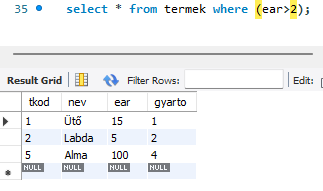 35 select * from termek where (ear>2);
Result Grid Filter Rows: Edit:
tkod nev ear gyarto
1 Ütő 15 1
2 Labda 5 2
5 Alma 100 4
NULL NULL NULL NULL